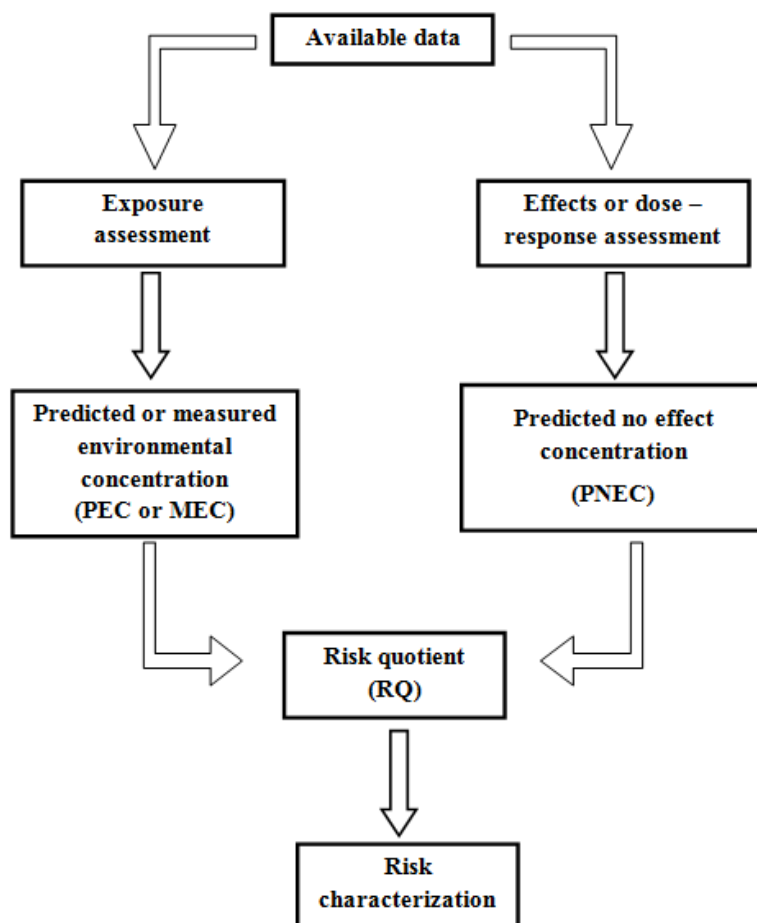 Available data
Exposure
assessment
Effects or dose –
response assessment
Predicted or measured
environmental
concentration
(PEC or MEC)
Predicted no effect
concentration
(PNEC)
Risk quotient
(RQ)
Risk
characterization